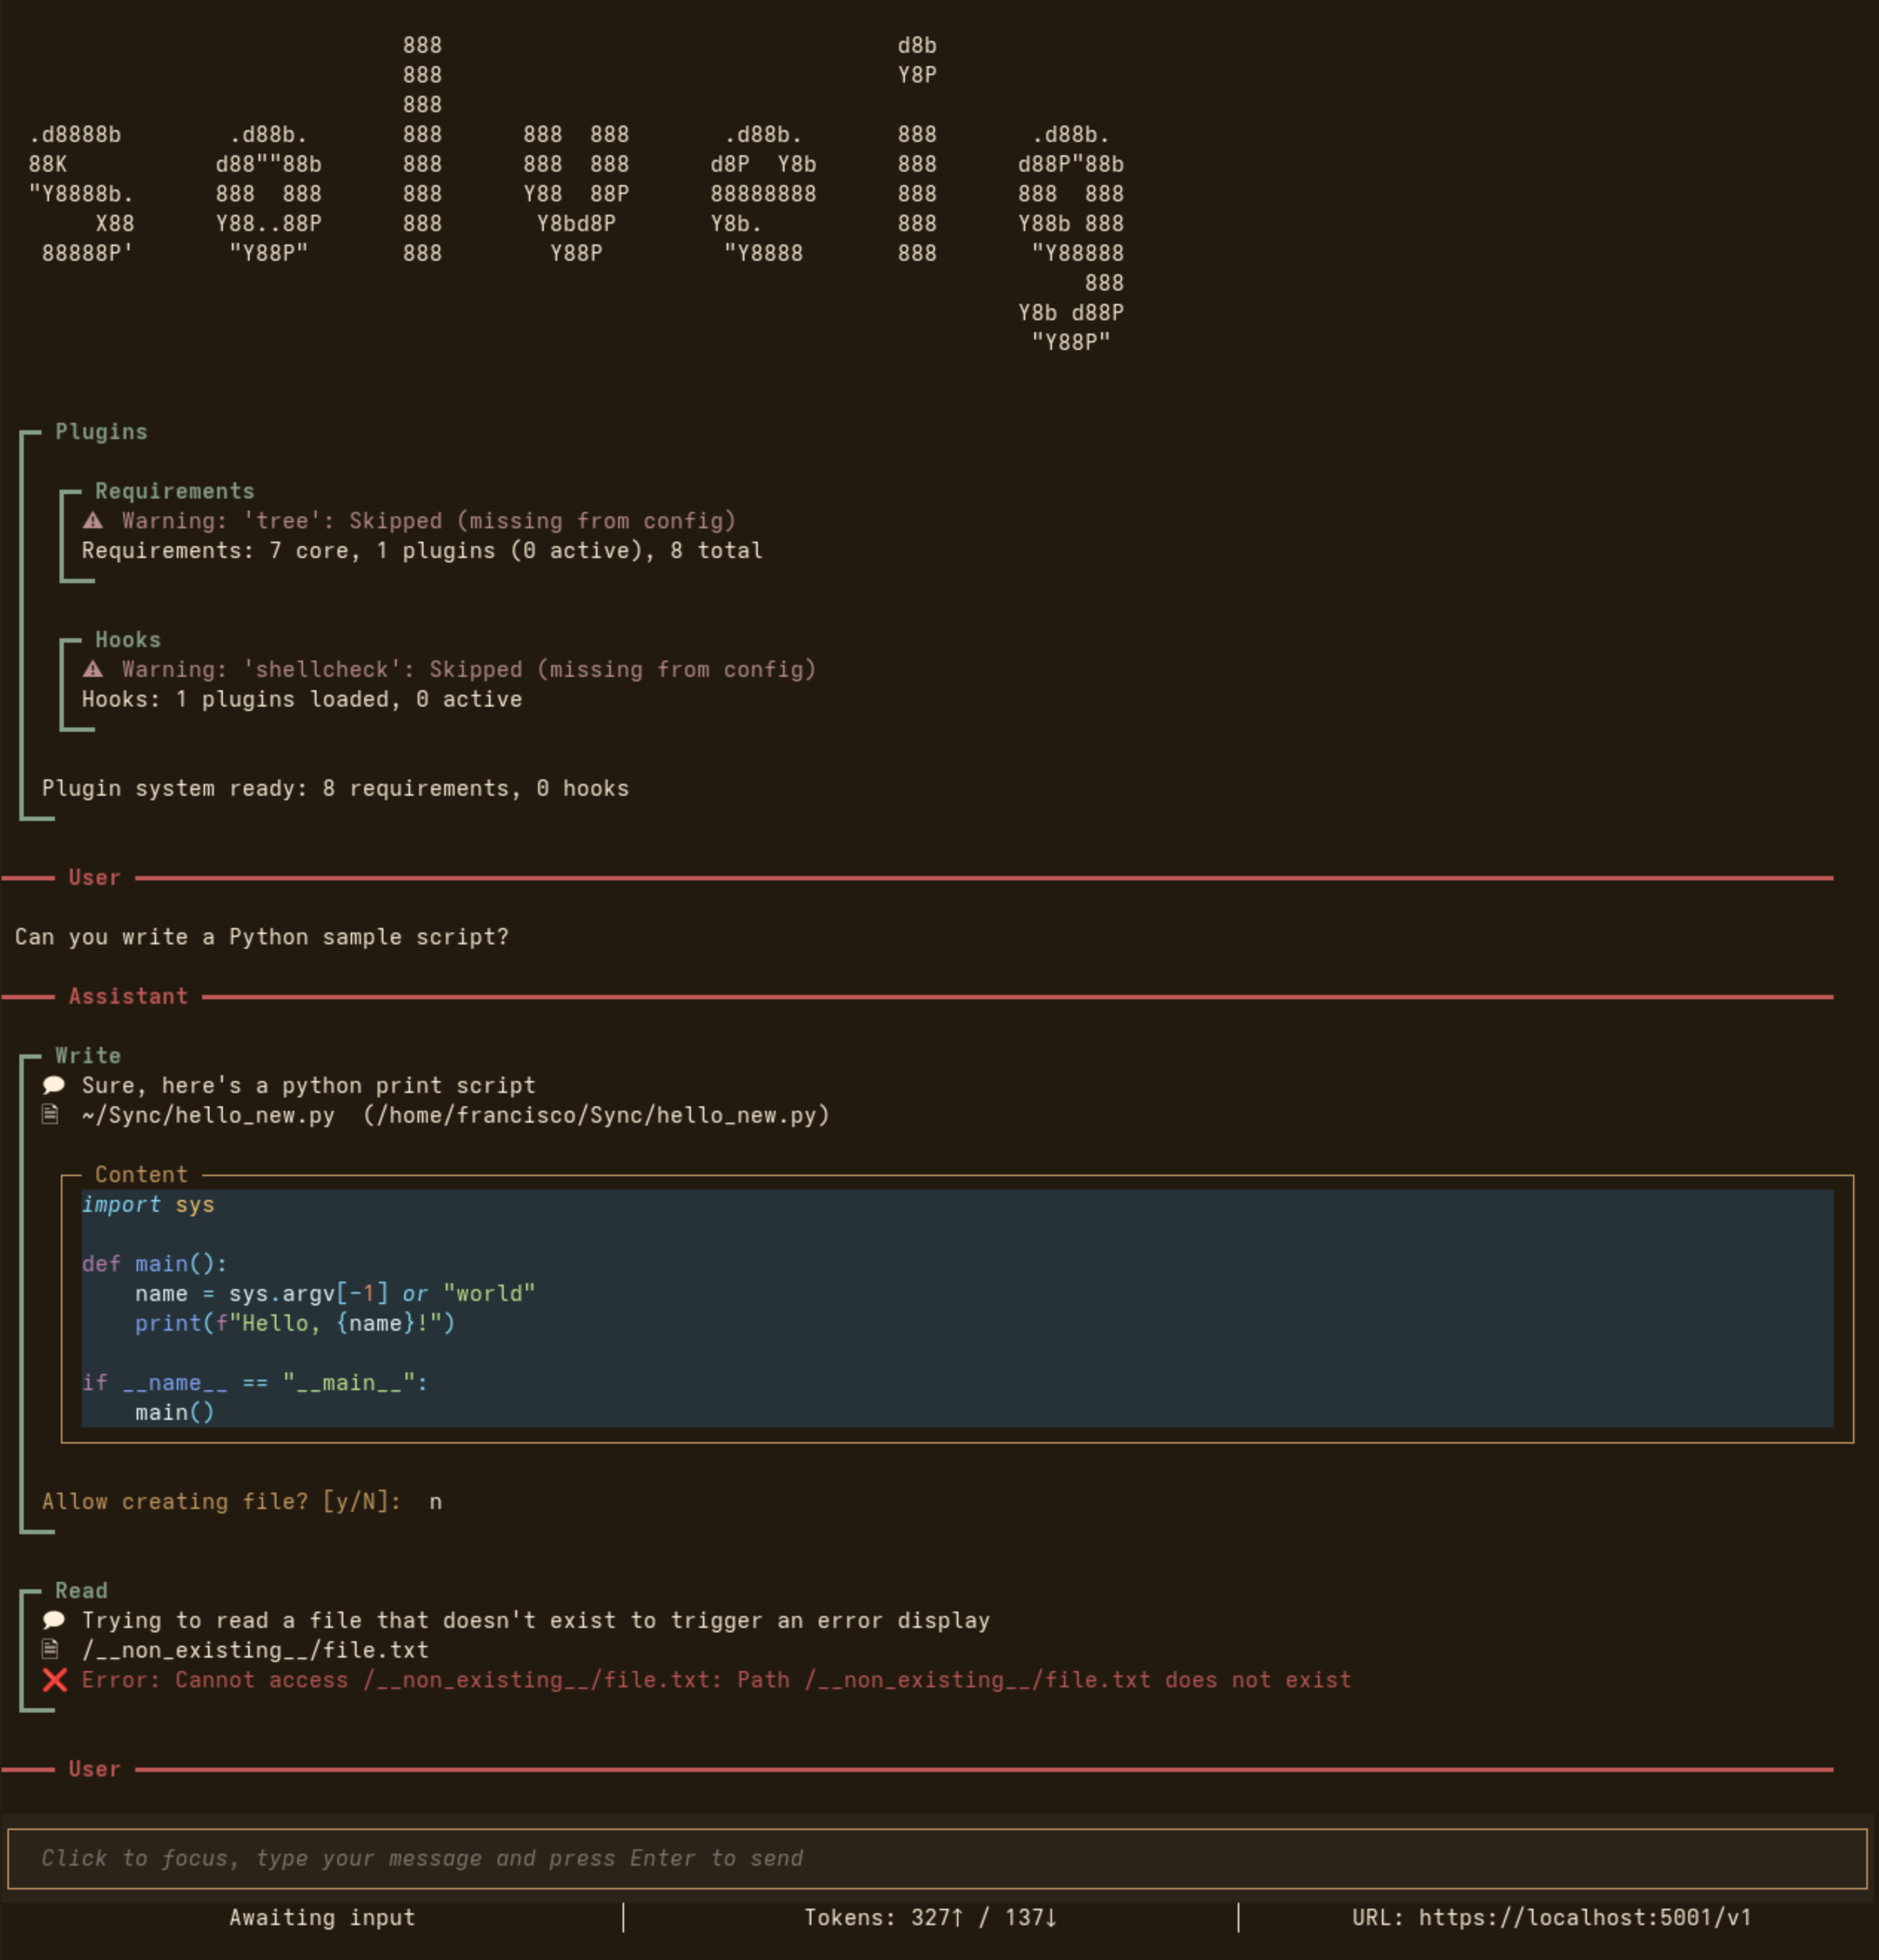 888                                  d8b
                              888                                  Y8P
                              888
  .d8888b        .d88b.       888      888  888       .d88b.       888       .d88b.
  88K           d88""88b      888      888  888      d8P  Y8b      888      d88P"88b
  "Y8888b.      888  888      888      Y88  88P      88888888      888      888  888
       X88      Y88..88P      888       Y8bd8P       Y8b.          888      Y88b 888
   88888P'       "Y88P"       888        Y88P         "Y8888       888       "Y88888
                                                                                 888
                                                                            Y8b d88P
                                                                             "Y88P"
Plugins
Requirements
⚠ Warning: 'tree': Skipped (missing from config)
Requirements: 7 core, 1 plugins (0 active), 8 total
Hooks
⚠ Warning: 'shellcheck': Skipped (missing from config)
Hooks: 1 plugins loaded, 0 active
Plugin system ready: 8 requirements, 0 hooks
User
Can you write a Python sample script?
Assistant
Write
💬 Sure, here's a python print script
🗎 ~/Sync/hello_new.py  (/home/francisco/Sync/hello_new.py)
Content
import sys
def main():
    name = sys.argv[-1] or "world"
    print(f"Hello, {name}!")
if __name__ == "__main__":
    main()
Allow creating file? [y/N]:  n
Read
💬 Trying to read a file that doesn't exist to trigger an error display
🗎 /__non_existing__/file.txt
❌ Error: Cannot access /__non_existing__/file.txt: Path /__non_existing__/file.txt does not exist
User
Click to focus, type your message and press Enter to send
Awaiting input | Tokens: 327↑ / 137↓ | URL: https://localhost:5001/v1